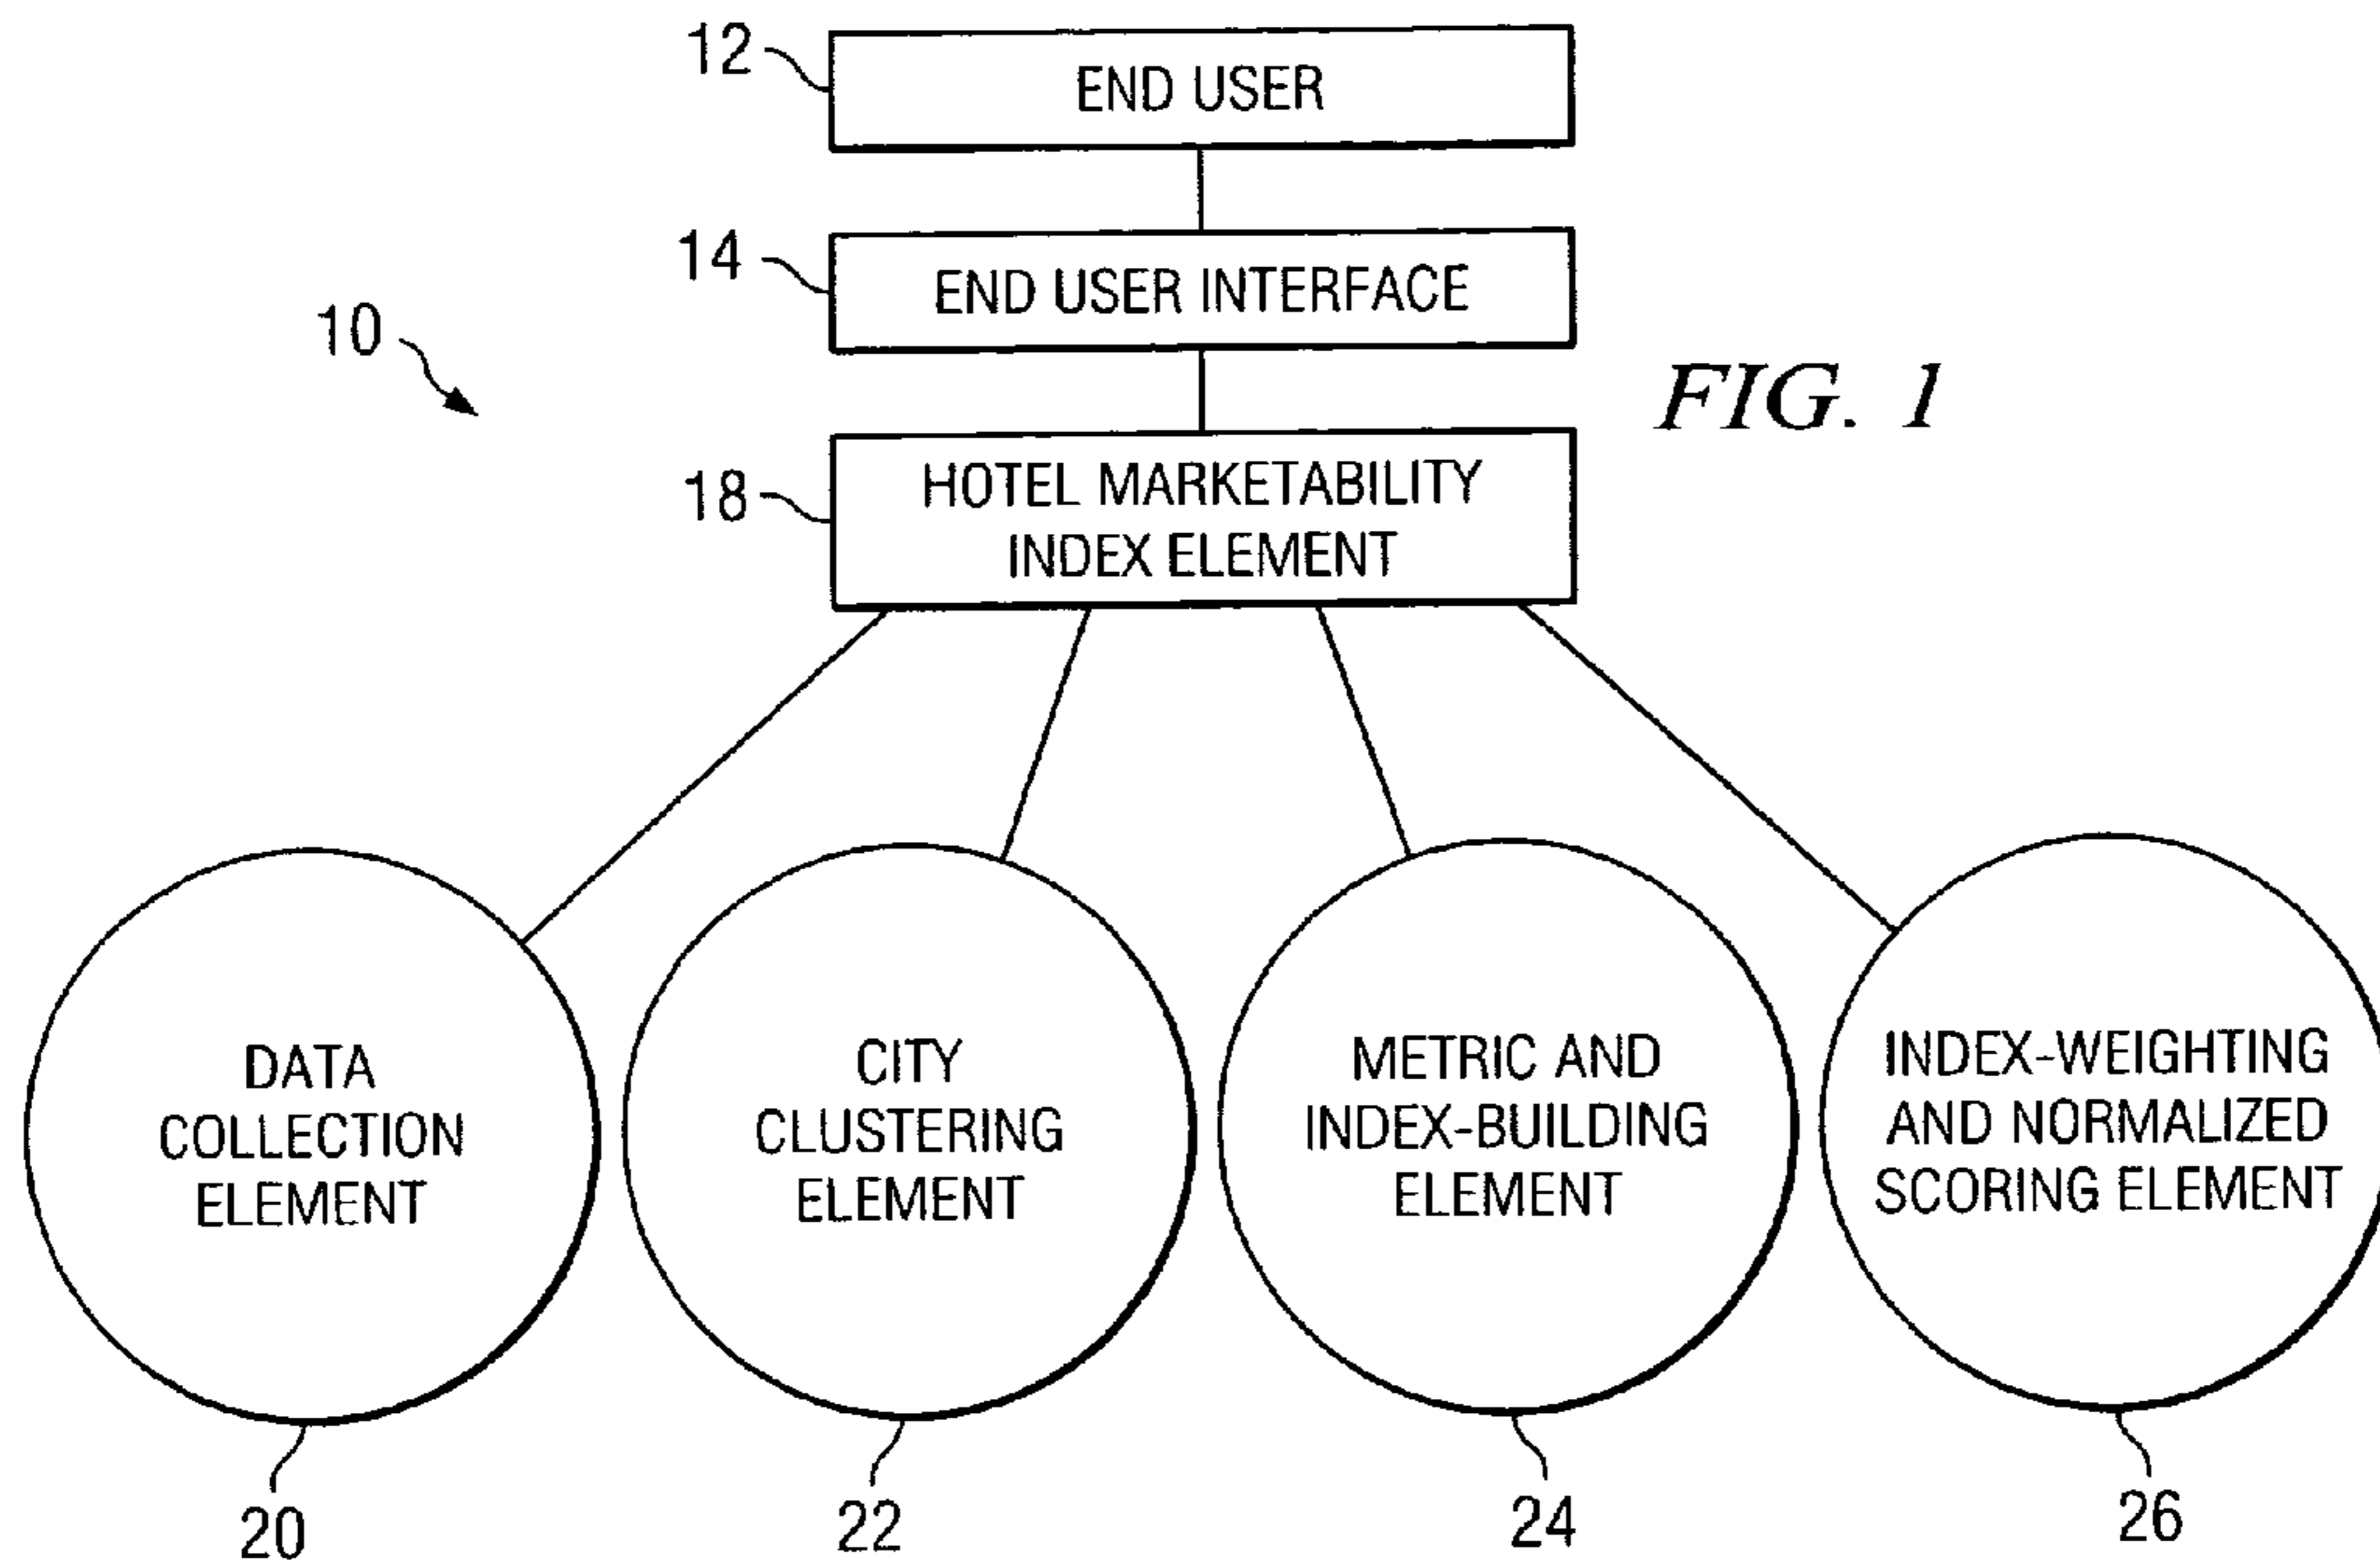 12
END USER
14
END USER INTERFACE
10
FIG. 1
18
HOTEL MARKETABILITY
INDEX ELEMENT
DATA
COLLECTION
ELEMENT
CITY
CLUSTERING
ELEMENT
METRIC AND
INDEX-BUILDING
ELEMENT
INDEX-WEIGHTING
AND NORMALIZED
SCORING ELEMENT
20
22
24
26